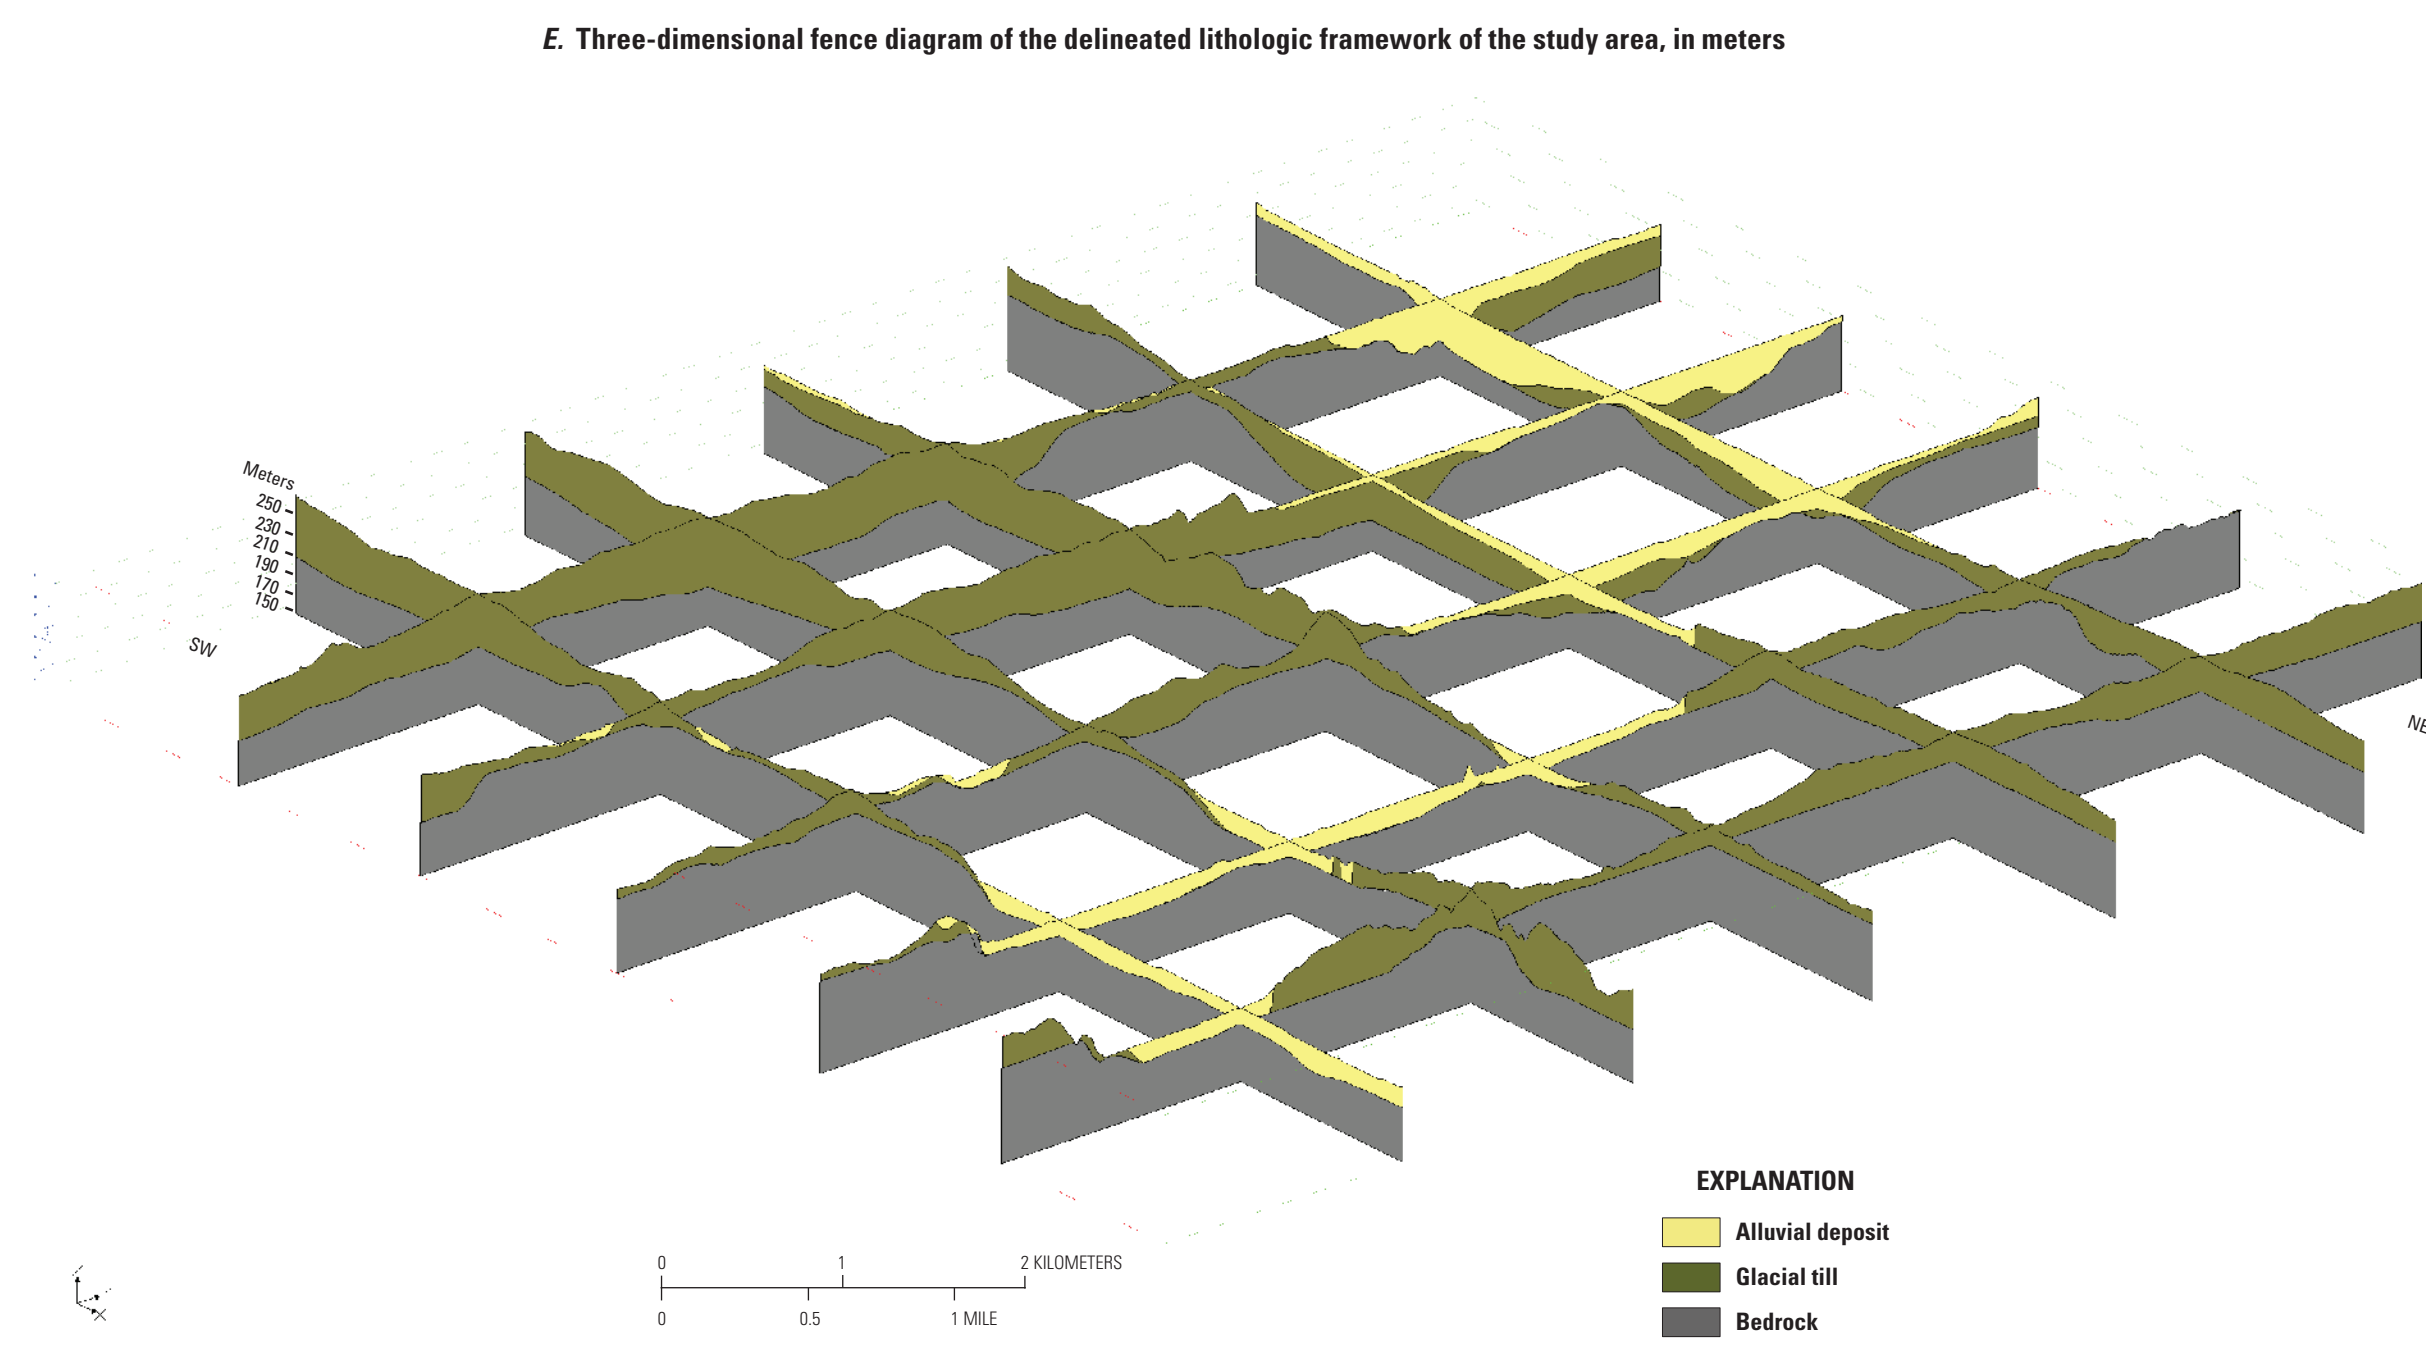 E. Three-dimensional fence diagram of the delineated lithologic framework of the study area, in meters
Meters
250
230
210
190
170
150
SW
NE
EXPLANATION
Alluvial deposit
Glacial till
Bedrock
0 1 2 KILOMETERS
0 0.5 1 MILE
X